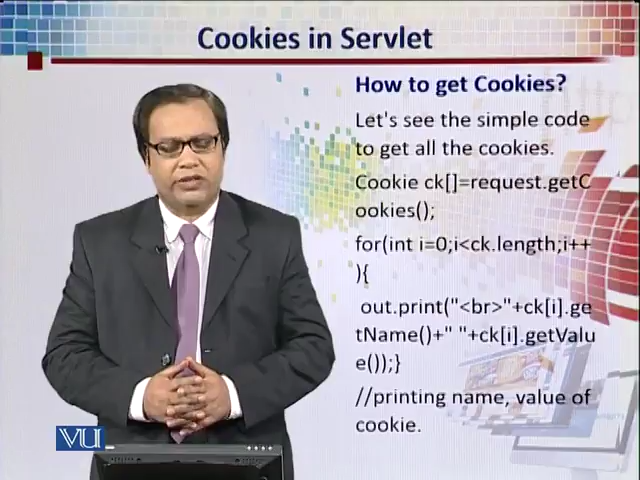 Cookies in Servlet
How to get Cookies?
Let's see the simple code
to get all the cookies.
Cookie ck[]=request.getC
ookies();
for(int i=0;i<ck.length;i++
){
out.print("<br>"+ck[i].ge
tName()+" "+ck[i].getValu
e());}
//printing name, value of
cookie.
VU